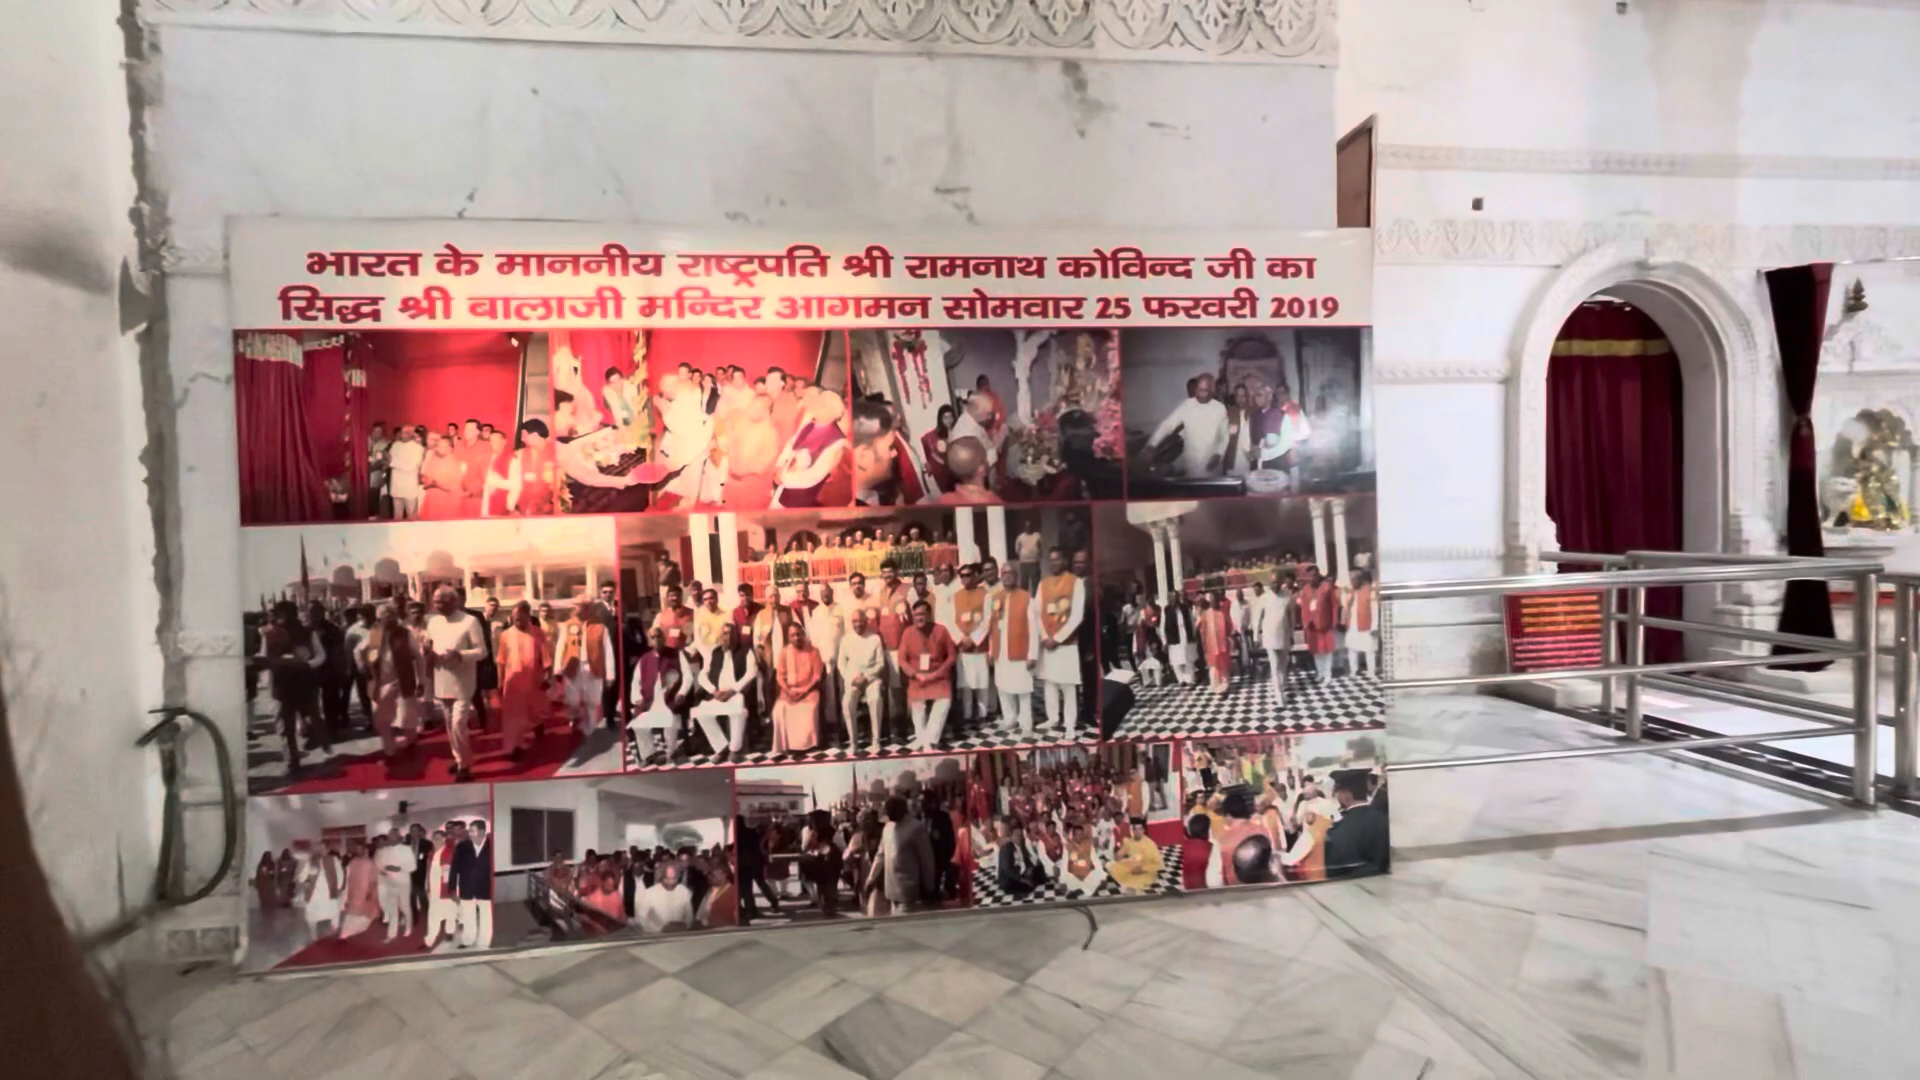 भारत के माननीय राष्ट्रपति श्री रामनाथ कोविन्द जी का
सिद्ध श्री बालाजी मन्दिर आगमन सोमवार 25 फरवरी 2019